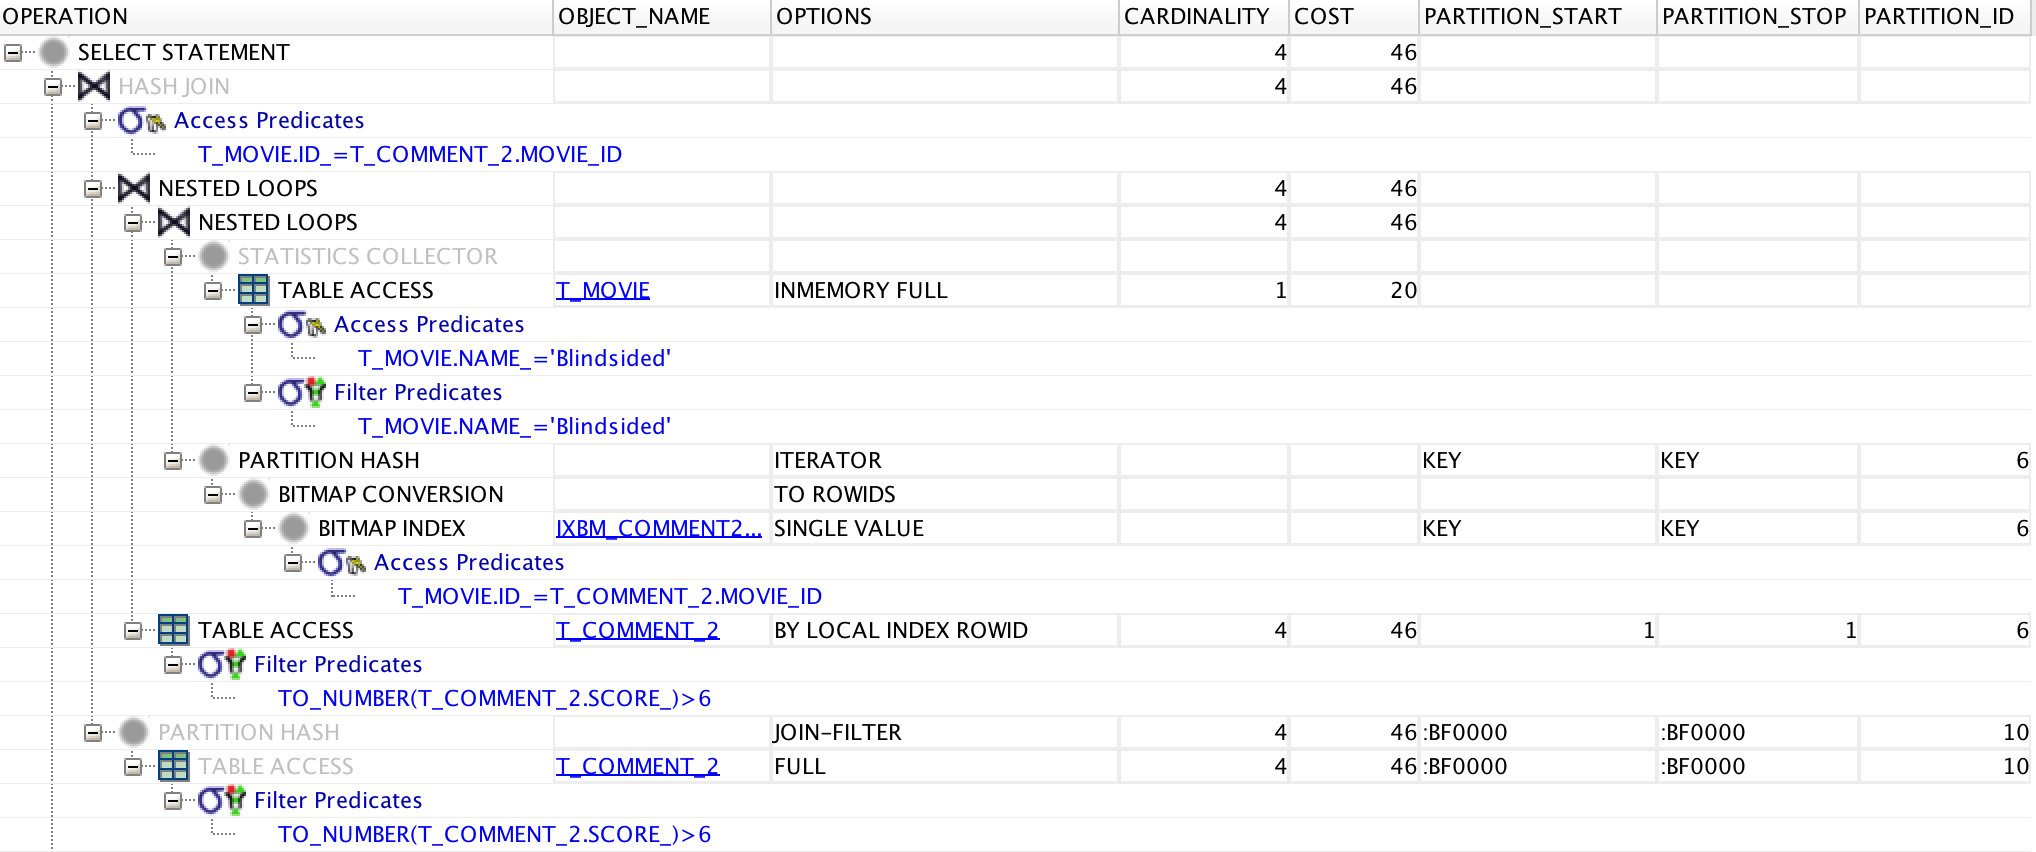 OPERATION OBJECT_NAME OPTIONS CARDINALITY COST PARTITION_START PARTITION_STOP PARTITION_ID
SELECT STATEMENT 4 46
HASH JOIN 4 46
Access Predicates
T_MOVIE.ID_=T_COMMENT_2.MOVIE_ID
NESTED LOOPS 4 46
NESTED LOOPS 4 46
STATISTICS COLLECTOR
TABLE ACCESS T_MOVIE INMEMORY FULL 1 20
Access Predicates
T_MOVIE.NAME_='Blindsided'
Filter Predicates
T_MOVIE.NAME_='Blindsided'
PARTITION HASH ITERATOR KEY KEY 6
BITMAP CONVERSION TO ROWIDS
BITMAP INDEX IXBM_COMMENT2... SINGLE VALUE KEY KEY 6
Access Predicates
T_MOVIE.ID_=T_COMMENT_2.MOVIE_ID
TABLE ACCESS T_COMMENT_2 BY LOCAL INDEX ROWID 4 46 1 1 6
Filter Predicates
TO_NUMBER(T_COMMENT_2.SCORE_)>6
PARTITION HASH JOIN-FILTER 4 46 :BF0000 :BF0000 10
TABLE ACCESS T_COMMENT_2 FULL 4 46 :BF0000 :BF0000 10
Filter Predicates
TO_NUMBER(T_COMMENT_2.SCORE_)>6